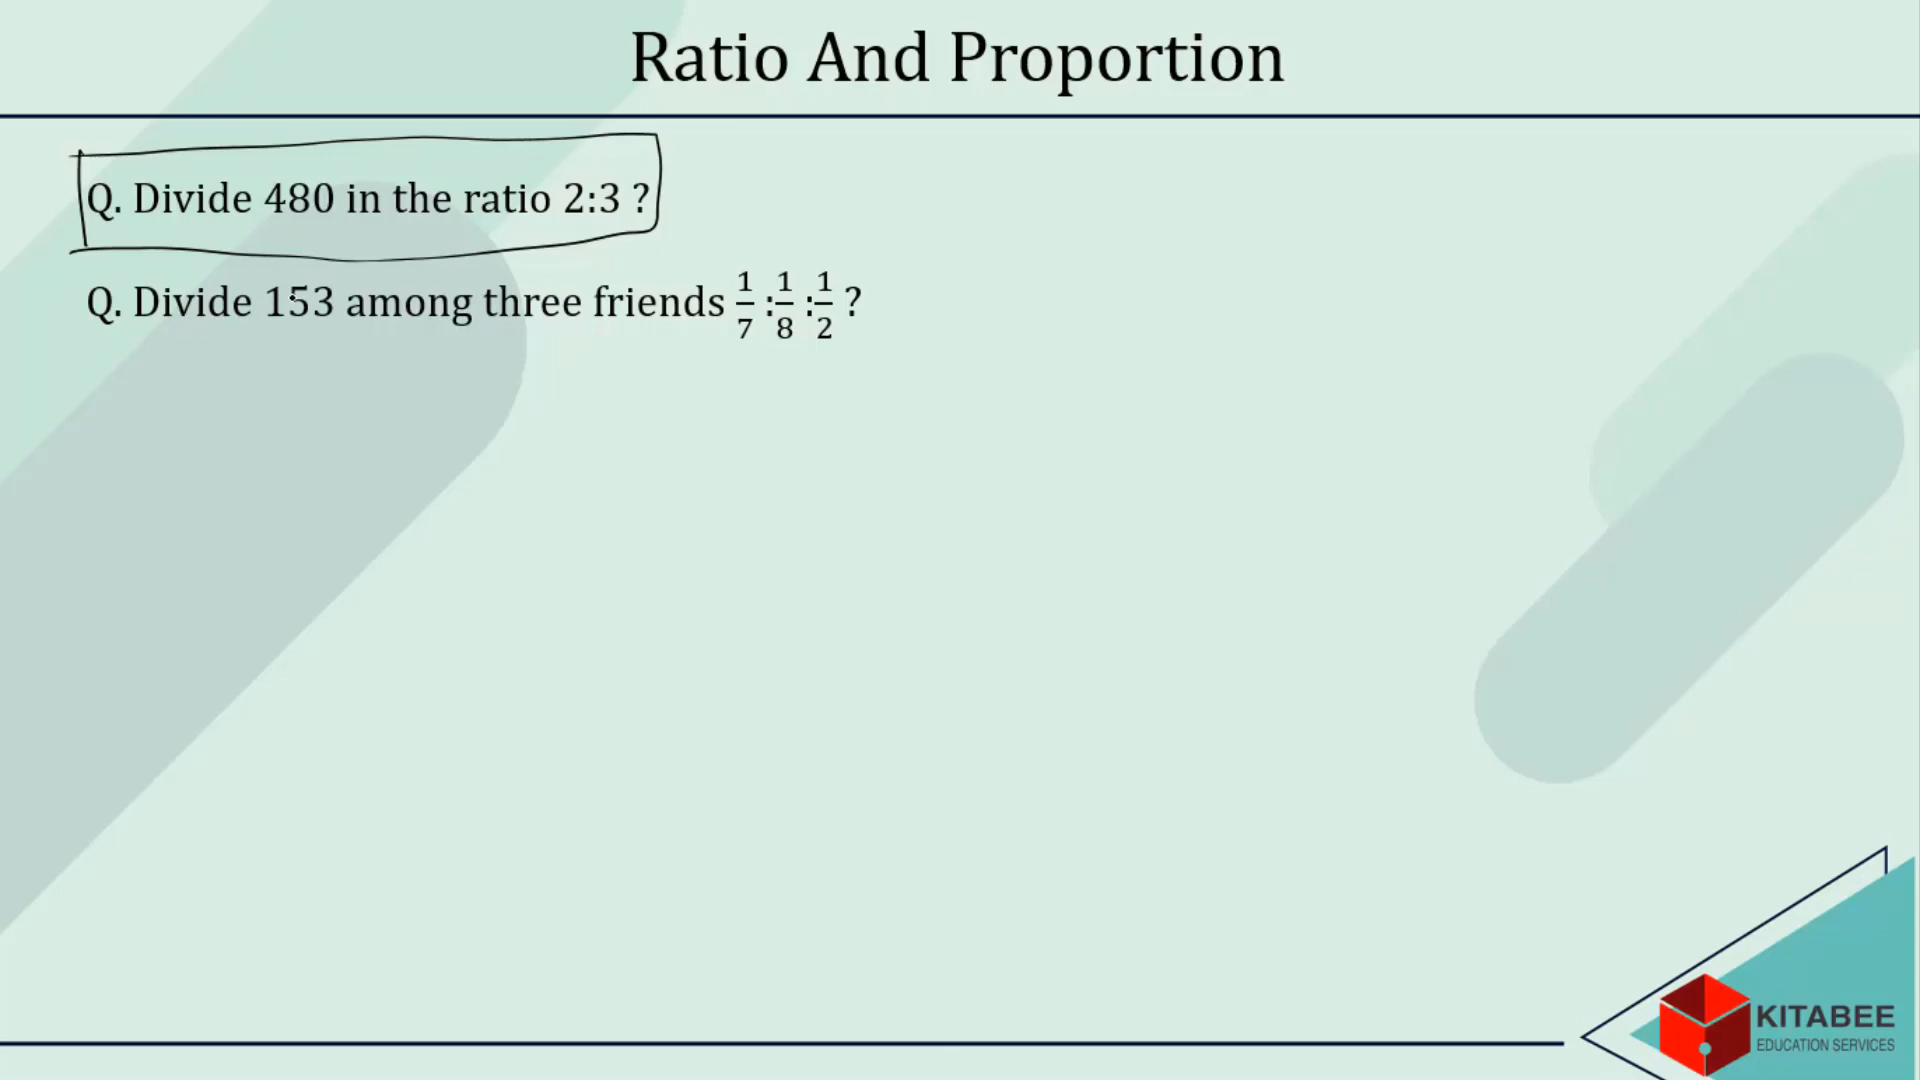 Ratio And Proportion
Q. Divide 480 in the ratio 2:3 ?
Q. Divide 153 among three friends 1/7 : 1/8 : 1/2 ?
KITABEE
EDUCATION SERVICES